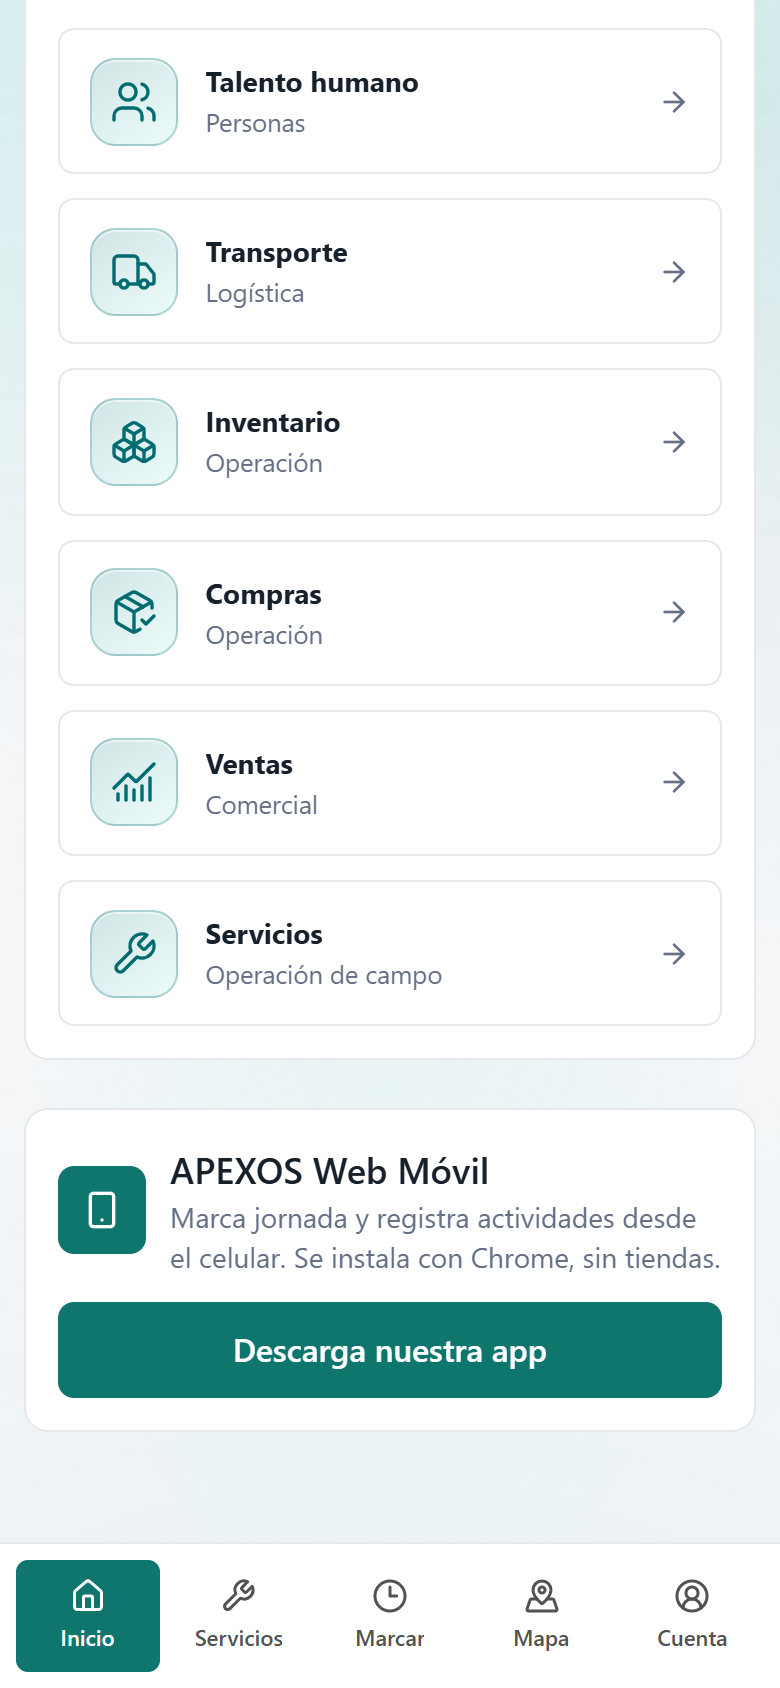 Talento humano
Personas
Transporte
Logística
Inventario
Operación
Compras
Operación
Ventas
Comercial
Servicios
Operación de campo
APEXOS Web Móvil
Marca jornada y registra actividades desde
el celular. Se instala con Chrome, sin tiendas.
Descarga nuestra app
Inicio
Servicios
Marcar
Mapa
Cuenta